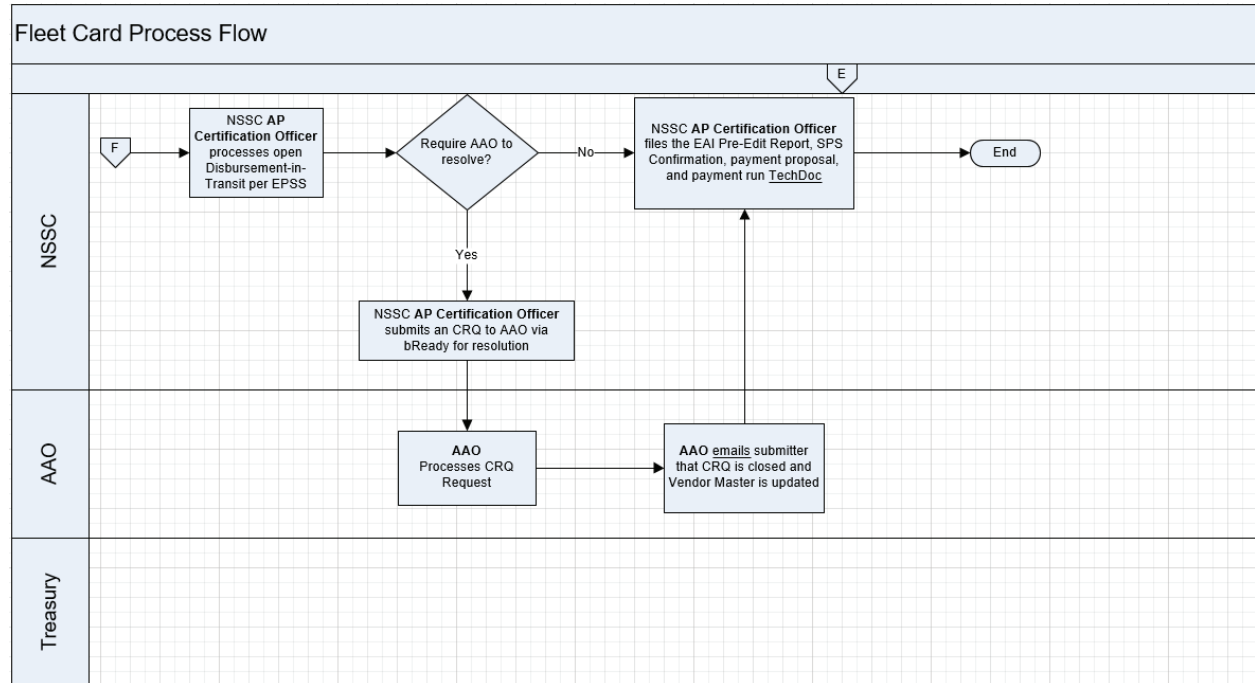 Fleet Card Process Flow
E
NSSC
F
NSSC AP
Certification Officer
processes open
Disbursement-in-
Transit per EPSS
Require AAO to
resolve?
No
NSSC AP Certification Officer
files the EAI Pre-Edit Report, SPS
Confirmation, payment proposal,
and payment run TechDoc
End
Yes
NSSC AP Certification Officer
submits an CRQ to AAO via
bReady for resolution
AAO
AAO
Processes CRQ
Request
AAO emails submitter
that CRQ is closed and
Vendor Master is updated
Treasury